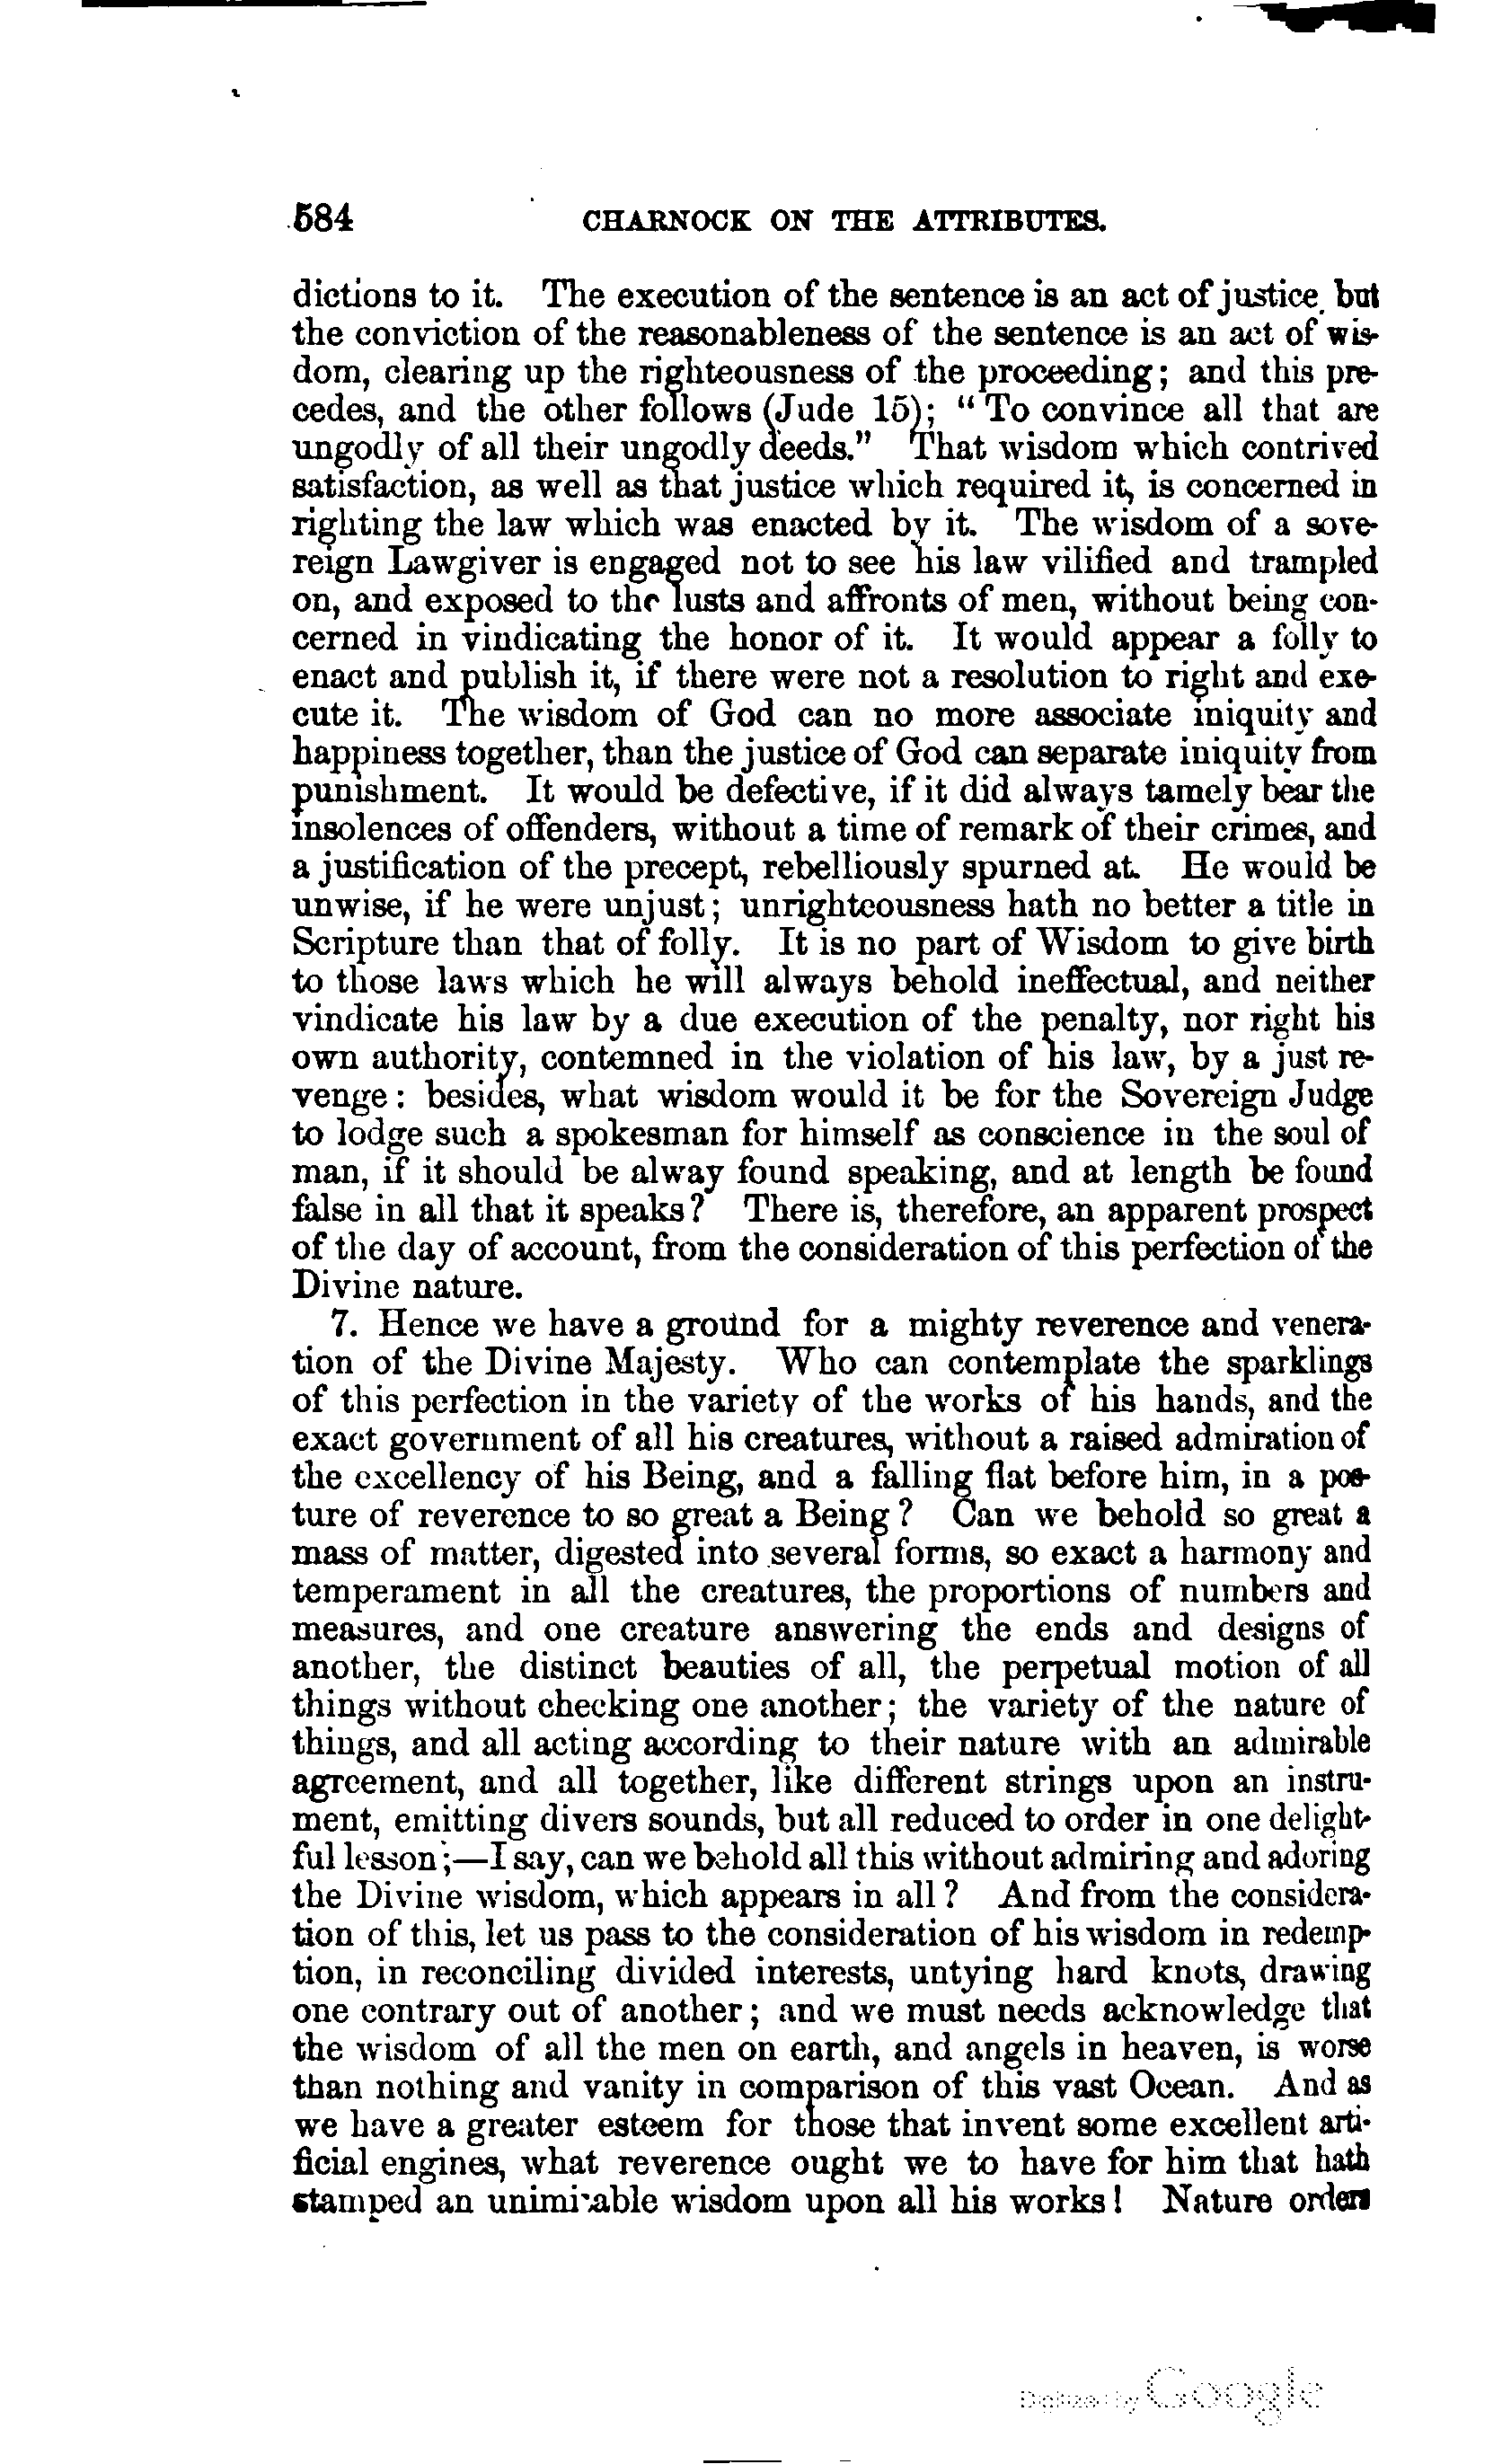 584 CHARNOCK ON THE ATTRIBUTES.
dictions to it. The execution of the sentence is an act of justice, but
the conviction of the reasonableness of the sentence is an act of wis-
dom, clearing up the righteousness of the proceeding; and this pre-
cedes, and the other follows (Jude 15); “To convince all that are
ungodly of all their ungodly deeds.” That wisdom which contrived
satisfaction, as well as that justice which required it, is concerned in
righting the law which was enacted by it. The wisdom of a sove-
reign Lawgiver is engaged not to see his law vilified and trampled
on, and exposed to the lusts and affronts of men, without being con-
cerned in vindicating the honor of it. It would appear a folly to
enact and publish it, if there were not a resolution to right and exe-
cute it. The wisdom of God can no more associate iniquity and
happiness together, than the justice of God can separate iniquity from
punishment. It would be defective, if it did always tamely bear the
insolences of offenders, without a time of remark of their crimes, and
a justification of the precept, rebelliously spurned at. He would be
unwise, if he were unjust; unrighteousness hath no better a title in
Scripture than that of folly. It is no part of Wisdom to give birth
to those laws which he will always behold ineffectual, and neither
vindicate his law by a due execution of the penalty, nor right his
own authority, contemned in the violation of his law, by a just re-
venge: besides, what wisdom would it be for the Sovereign Judge
to lodge such a spokesman for himself as conscience in the soul of
man, if it should be alway found speaking, and at length be found
false in all that it speaks? There is, therefore, an apparent prospect
of the day of account, from the consideration of this perfection of the
Divine nature.
7. Hence we have a ground for a mighty reverence and venera-
tion of the Divine Majesty. Who can contemplate the sparklings
of this perfection in the variety of the works of his hands, and the
exact government of all his creatures, without a raised admiration of
the excellency of his Being, and a falling flat before him, in a pos-
ture of reverence to so great a Being? Can we behold so great a
mass of matter, digested into several forms, so exact a harmony and
temperament in all the creatures, the proportions of numbers and
measures, and one creature answering the ends and designs of
another, the distinct beauties of all, the perpetual motion of all
things without checking one another; the variety of the nature of
things, and all acting according to their nature with an admirable
agreement, and all together, like different strings upon an instru-
ment, emitting divers sounds, but all reduced to order in one delight-
ful lesson;—I say, can we behold all this without admiring and adoring
the Divine wisdom, which appears in all? And from the considera-
tion of this, let us pass to the consideration of his wisdom in redemp-
tion, in reconciling divided interests, untying hard knots, drawing
one contrary out of another; and we must needs acknowledge that
the wisdom of all the men on earth, and angels in heaven, is worse
than nothing and vanity in comparison of this vast Ocean. And as
we have a greater esteem for those that invent some excellent arti-
ficial engines, what reverence ought we to have for him that hath
stamped an unimitable wisdom upon all his works! Nature orders
Digitized by Google